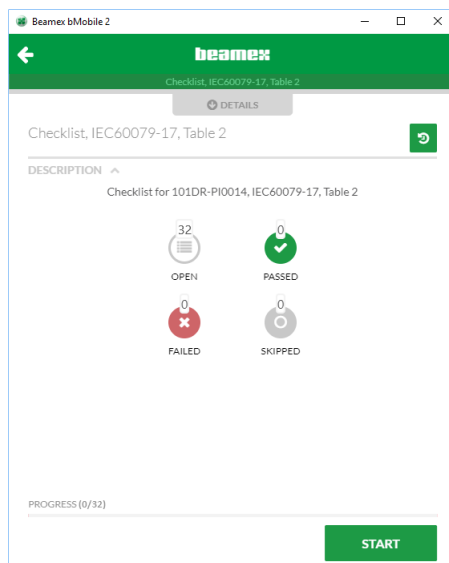 Beamex bMobile 2
beamex
Checklist, IEC60079-17, Table 2
DETAILS
Checklist, IEC60079-17, Table 2
DESCRIPTION
Checklist for 101DR-PI0014, IEC60079-17, Table 2
32
OPEN
0
PASSED
0
FAILED
0
SKIPPED
PROGRESS (0/32)
START